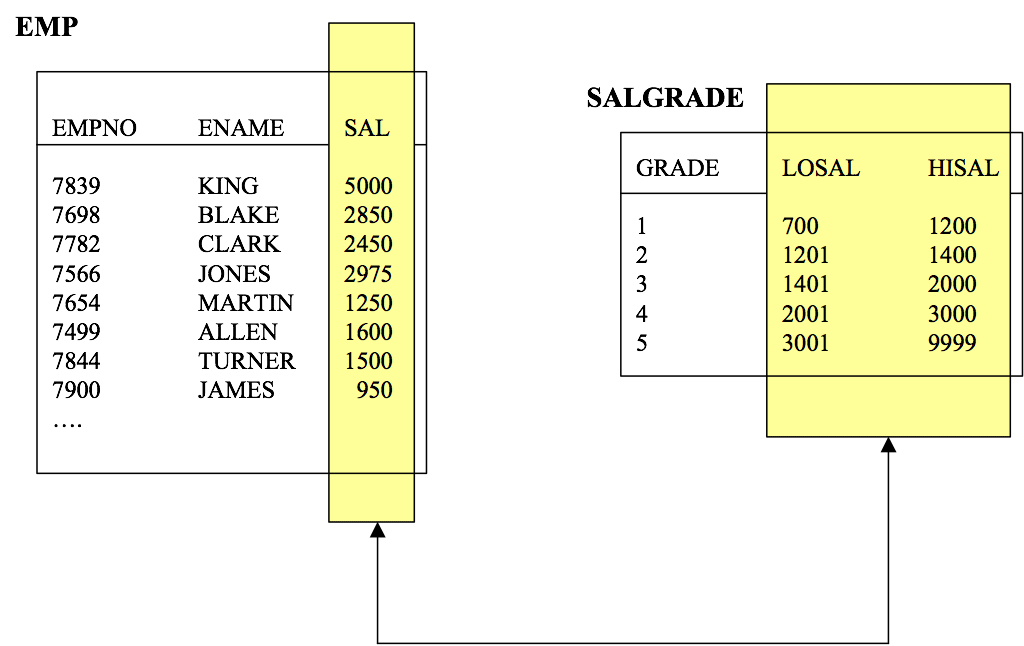 EMP
EMPNO ENAME SAL
7839 KING 5000
7698 BLAKE 2850
7782 CLARK 2450
7566 JONES 2975
7654 MARTIN 1250
7499 ALLEN 1600
7844 TURNER 1500
7900 JAMES 950
....
SALGRADE
GRADE LOSAL HISAL
1 700 1200
2 1201 1400
3 1401 2000
4 2001 3000
5 3001 9999